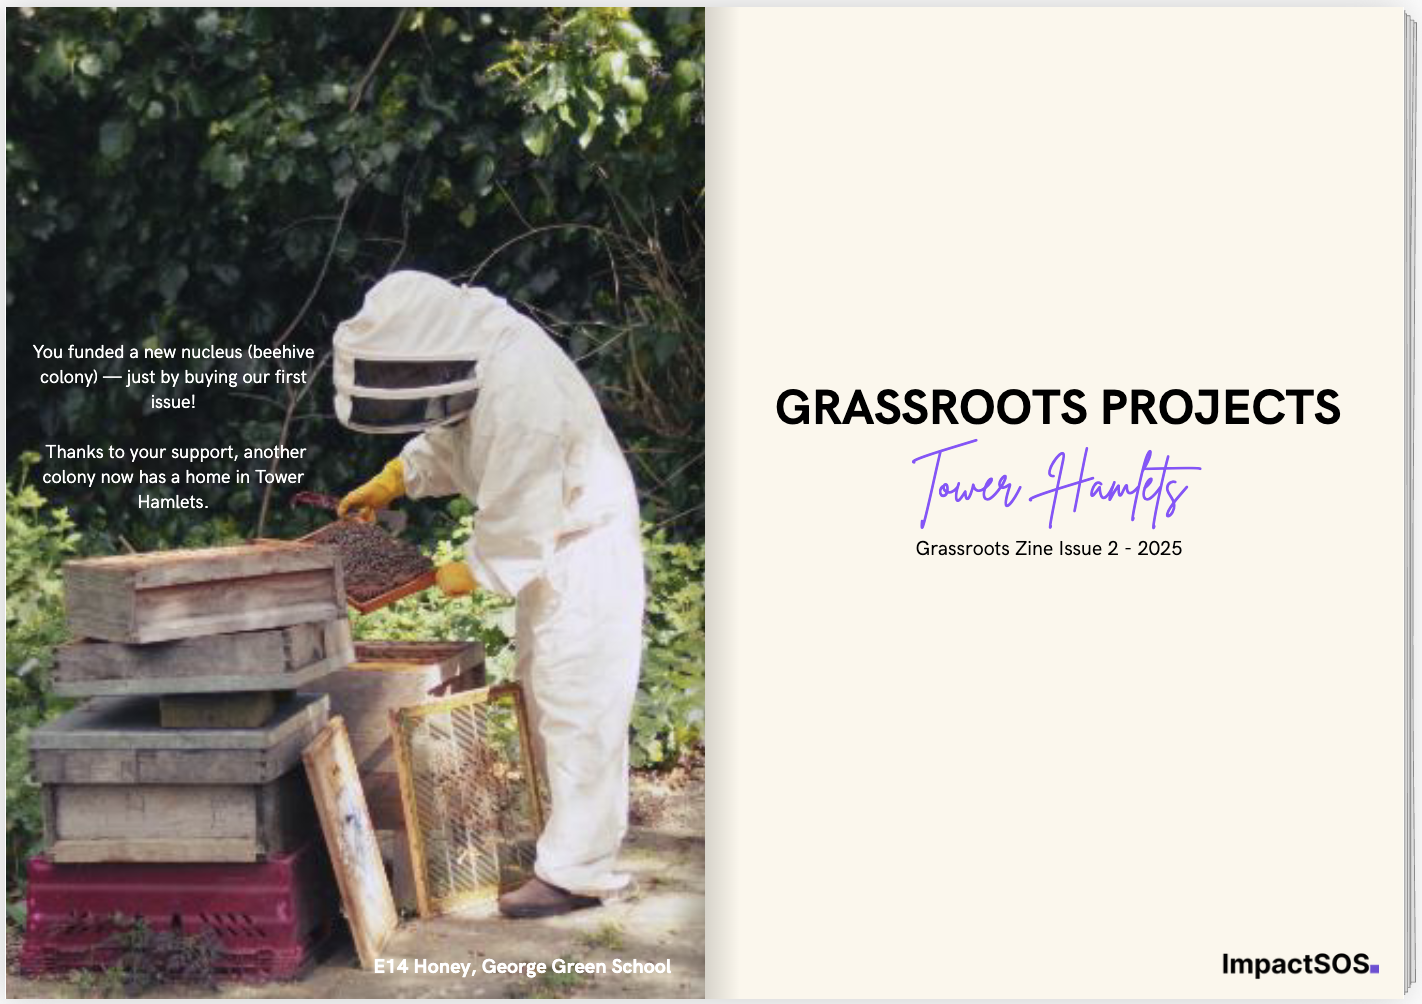 You funded a new nucleus (beehive
colony) — just by buying our first
issue!
Thanks to your support, another
colony now has a home in Tower
Hamlets.
E14 Honey, George Green School
GRASSROOTS PROJECTS
Tower Hamlets
Grassroots Zine Issue 2 - 2025
ImpactSOS